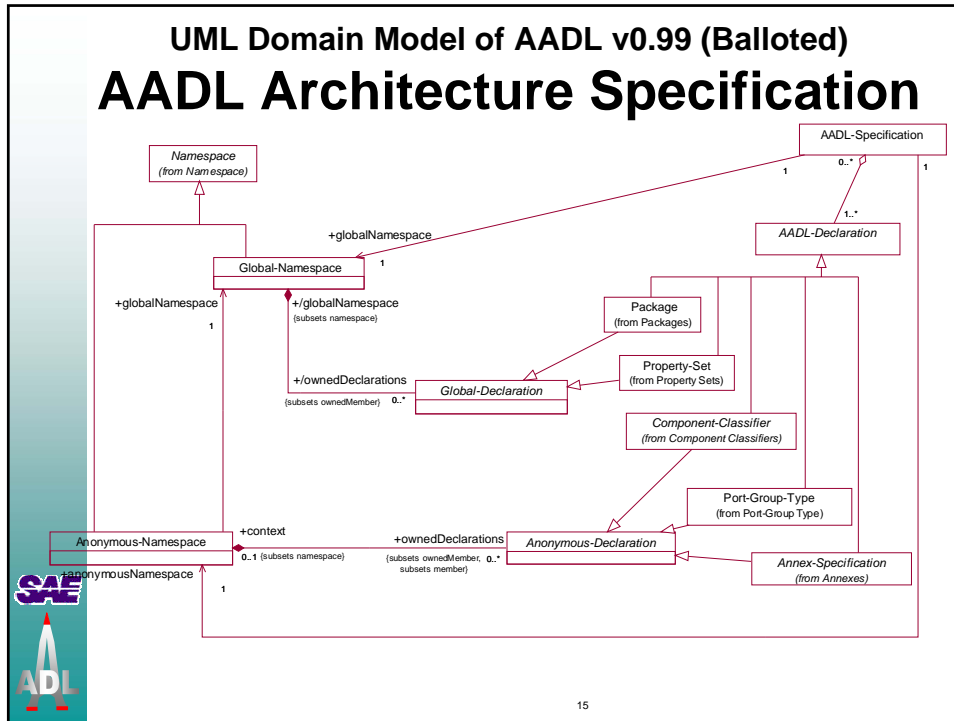 UML Domain Model of AADL v0.99 (Balloted)
AADL Architecture Specification
AADL-Specification
Namespace
(from Namespace)
0..*
1
1
1..*
AADL-Declaration
+globalNamespace
1
Global-Namespace
+globalNamespace
1
+/globalNamespace
{subsets namespace}
Package
(from Packages)
Property-Set
(from Property Sets)
+/ownedDeclarations
{subsets ownedMember}
0..*
Global-Declaration
Component-Classifier
(from Component Classifiers)
Port-Group-Type
(from Port-Group Type)
+context
0..1 {subsets namespace}
Anonymous-Namespace
+anonymousNamespace
1
+ownedDeclarations
{subsets ownedMember,
subsets member}
0..*
Anonymous-Declaration
Annex-Specification
(from Annexes)
SAE
ADL
15